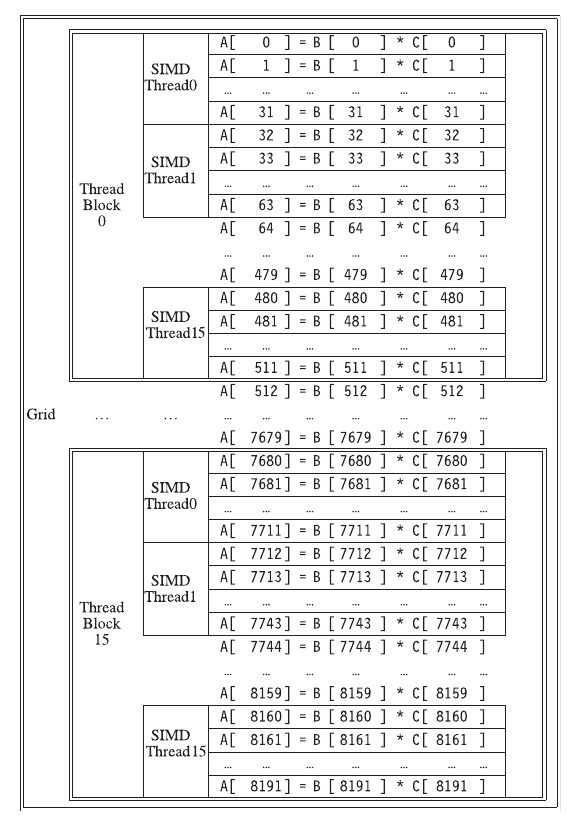 A[ 0 ] = B [ 0 ] * C[ 0 ]
SIMD Thread0 A[ 1 ] = B [ 1 ] * C[ 1 ]
... ... ... ... ... ... ...
A[ 31 ] = B [ 31 ] * C[ 31 ]
A[ 32 ] = B [ 32 ] * C[ 32 ]
SIMD Thread1 A[ 33 ] = B [ 33 ] * C[ 33 ]
... ... ... ... ... ... ...
Thread Block 0 A[ 63 ] = B [ 63 ] * C[ 63 ]
A[ 64 ] = B [ 64 ] * C[ 64 ]
... ... ... ... ... ... ...
A[ 479 ] = B [ 479 ] * C[ 479 ]
A[ 480 ] = B [ 480 ] * C[ 480 ]
SIMD Thread15 A[ 481 ] = B [ 481 ] * C[ 481 ]
... ... ... ... ... ... ...
A[ 511 ] = B [ 511 ] * C[ 511 ]
A[ 512 ] = B [ 512 ] * C[ 512 ]
Grid ... ... ... ... ... ... ... ... ...
A[ 7679] = B [ 7679 ] * C[ 7679 ]
A[ 7680] = B [ 7680 ] * C[ 7680 ]
SIMD Thread0 A[ 7681] = B [ 7681 ] * C[ 7681 ]
... ... ... ... ... ... ...
A[ 7711] = B [ 7711 ] * C[ 7711 ]
A[ 7712] = B [ 7712 ] * C[ 7712 ]
SIMD Thread1 A[ 7713] = B [ 7713 ] * C[ 7713 ]
... ... ... ... ... ... ...
Thread Block 15 A[ 7743] = B [ 7743 ] * C[ 7743 ]
A[ 7744] = B [ 7744 ] * C[ 7744 ]
... ... ... ... ... ... ...
A[ 8159] = B [ 8159 ] * C[ 8159 ]
A[ 8160] = B [ 8160 ] * C[ 8160 ]
SIMD Thread15 A[ 8161] = B [ 8161 ] * C[ 8161 ]
... ... ... ... ... ... ...
A[ 8191] = B [ 8191 ] * C[ 8191 ]